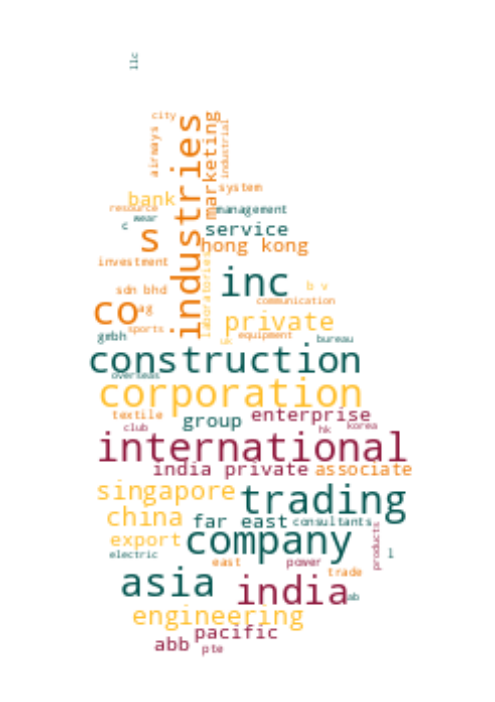 llc
city
airways
industries
marketing
industrial
system
bank
resource
wear
management
c
s
service
hong kong
investment
laboratories
inc
sdn bhd
b v
communication
co
ag
private
sports
gmbh
equipment
uk
bureau
construction
overseas
corporation
textile
group
enterprise
club
hk
korea
international
india private
associate
singapore
trading
china
far east
consultants
export
company
products
electric
l
east
power
trade
asia
india
ab
engineering
pacific
abb
pte